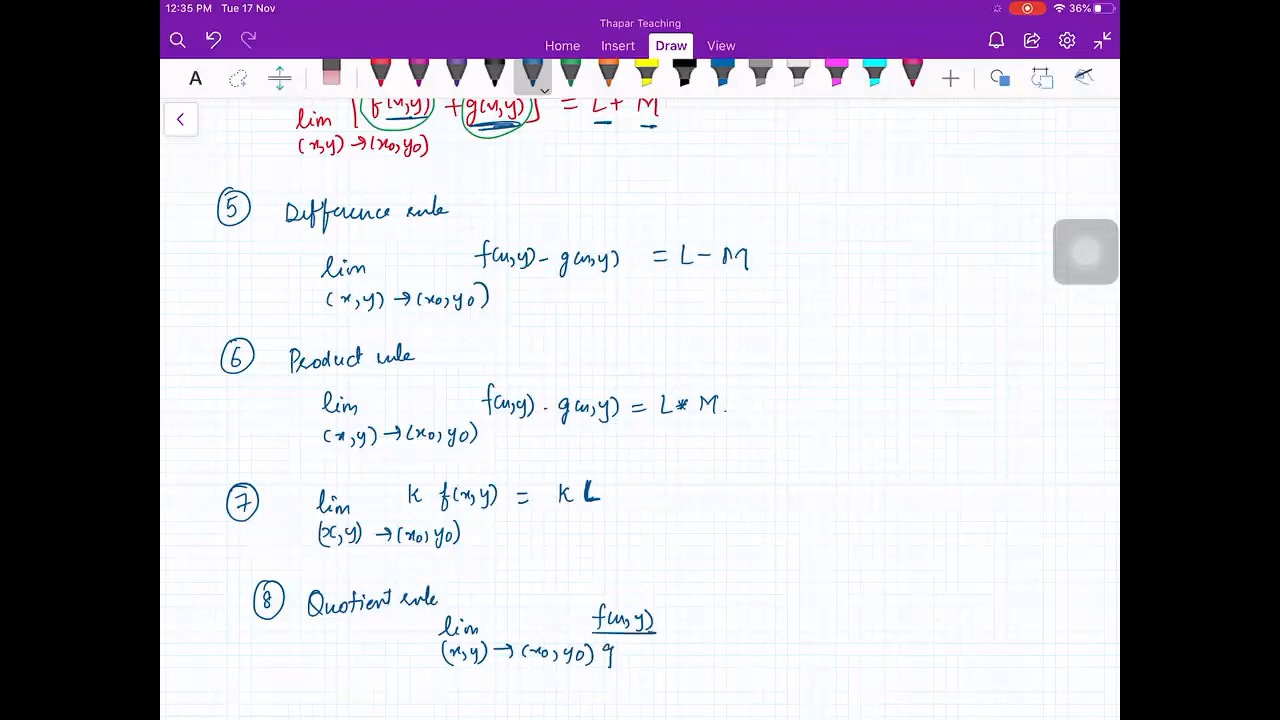 12:35 PM Tue 17 Nov
36%
Thapar Teaching
Home Insert Draw View
A
lim [f(x,y) + g(x,y)] = L + M
(x,y) → (x₀, y₀)
⑤ Difference rule
lim f(x,y) - g(x,y) = L - M
(x,y) → (x₀, y₀)
⑥ Product rule
lim f(x,y) . g(x,y) = L * M.
(x,y) → (x₀, y₀)
⑦ lim K f(x,y) = K L
(x,y) → (x₀, y₀)
⑧ Quotient rule
lim f(x,y)
(x,y) → (x₀, y₀) g